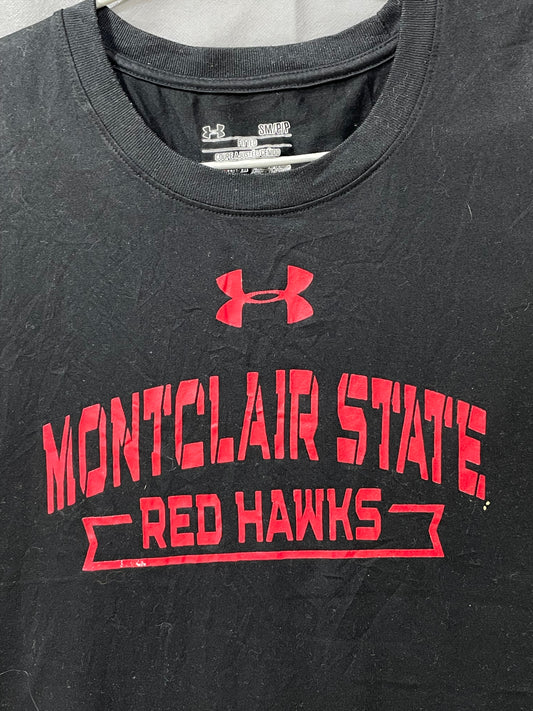 SM/P/P
MONTCLAIR STATE
RED HAWKS